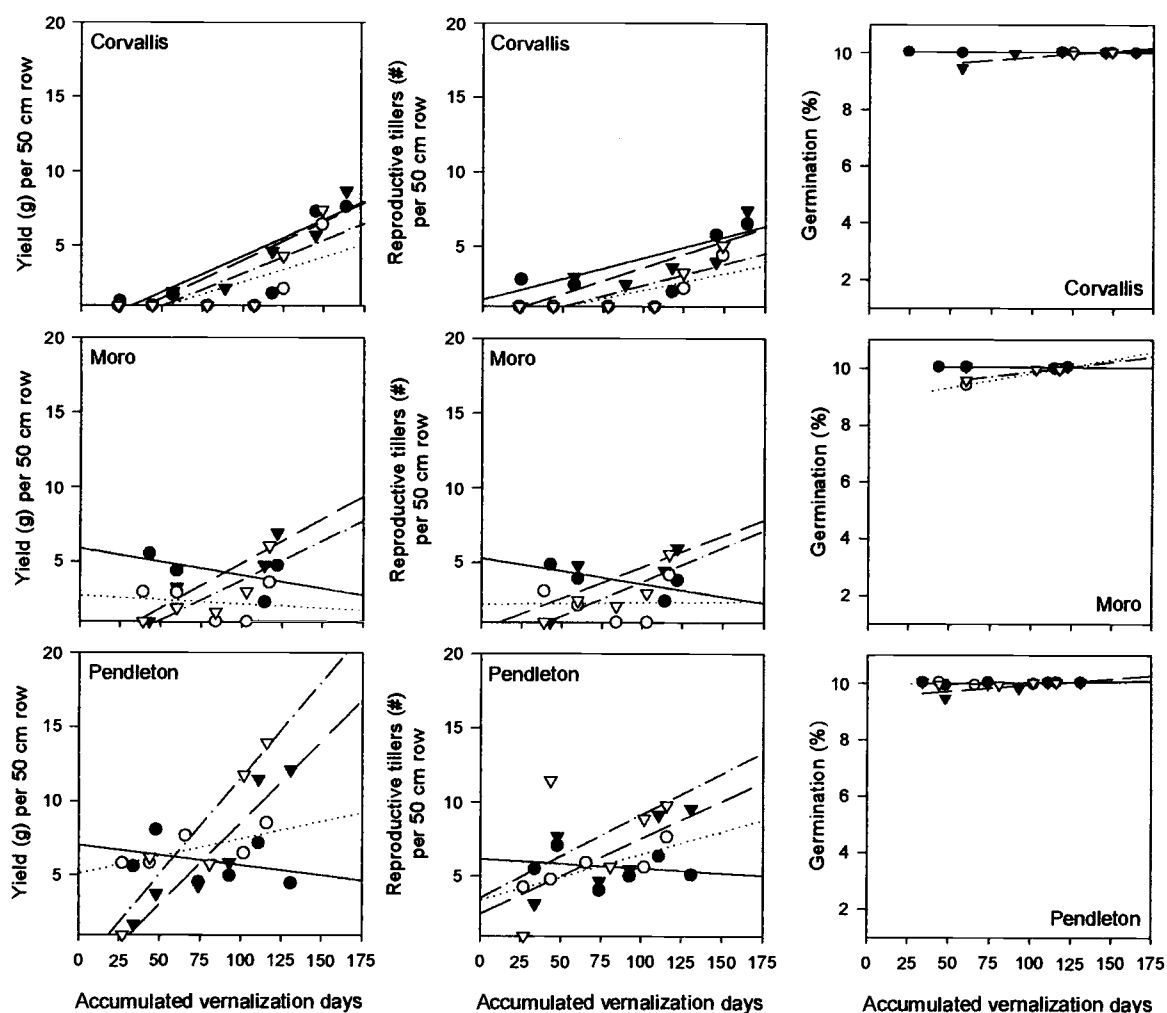 20
15
10
5
Corvallis
Yield (g) per 50 cm row
20
15
10
5
Corvallis
Reproductive tillers (#)
per 50 cm row
10
8
6
4
2
Corvallis
Germination (%)
20
15
10
5
Moro
Yield (g) per 50 cm row
20
15
10
5
Moro
Reproductive tillers (#)
per 50 cm row
10
8
6
4
2
Moro
Germination (%)
20
15
10
5
Pendleton
Yield (g) per 50 cm row
0 25 50 75 100 125 150 175
Accumulated vernalization days
20
15
10
5
Pendleton
Reproductive tillers (#)
per 50 cm row
0 25 50 75 100 125 150 175
Accumulated vernalization days
10
8
6
4
2
Pendleton
Germination (%)
0 25 50 75 100 125 150 175
Accumulated vernalization days